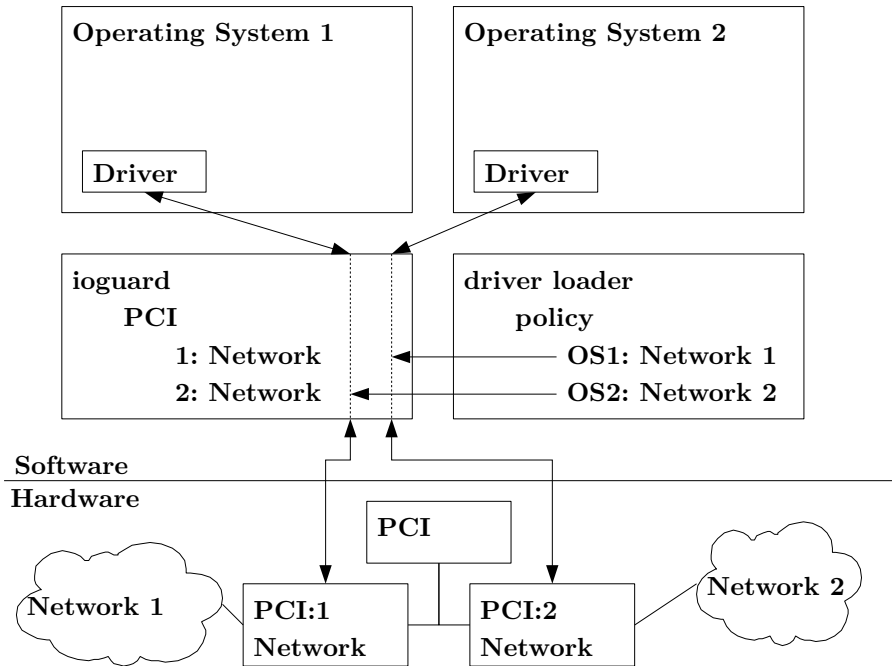 Operating System 1
Operating System 2
Driver
Driver
ioguard
PCI
1: Network
2: Network
driver loader
policy
OS1: Network 1
OS2: Network 2
Software
Hardware
PCI
Network 1
PCI:1
Network
PCI:2
Network
Network 2